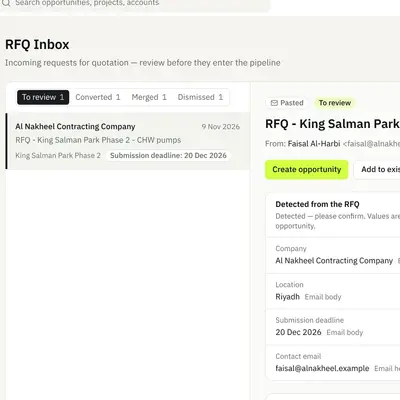 Search opportunities, projects, accounts
RFQ Inbox
Incoming requests for quotation — review before they enter the pipeline
To review 1 Converted 1 Merged 1 Dismissed 1
Al Nakheel Contracting Company 9 Nov 2026
RFQ - King Salman Park Phase 2 - CHW pumps
King Salman Park Phase 2 Submission deadline: 20 Dec 2026
Pasted To review
RFQ - King Salman Park
From: Faisal Al-Harbi <faisal@alnakhe
Create opportunity Add to exis
Detected from the RFQ
Detected — please confirm. Values are
opportunity.
Company
Al Nakheel Contracting Company
Location
Riyadh Email body
Submission deadline
20 Dec 2026 Email body
Contact email
faisal@alnakheel.example Email he